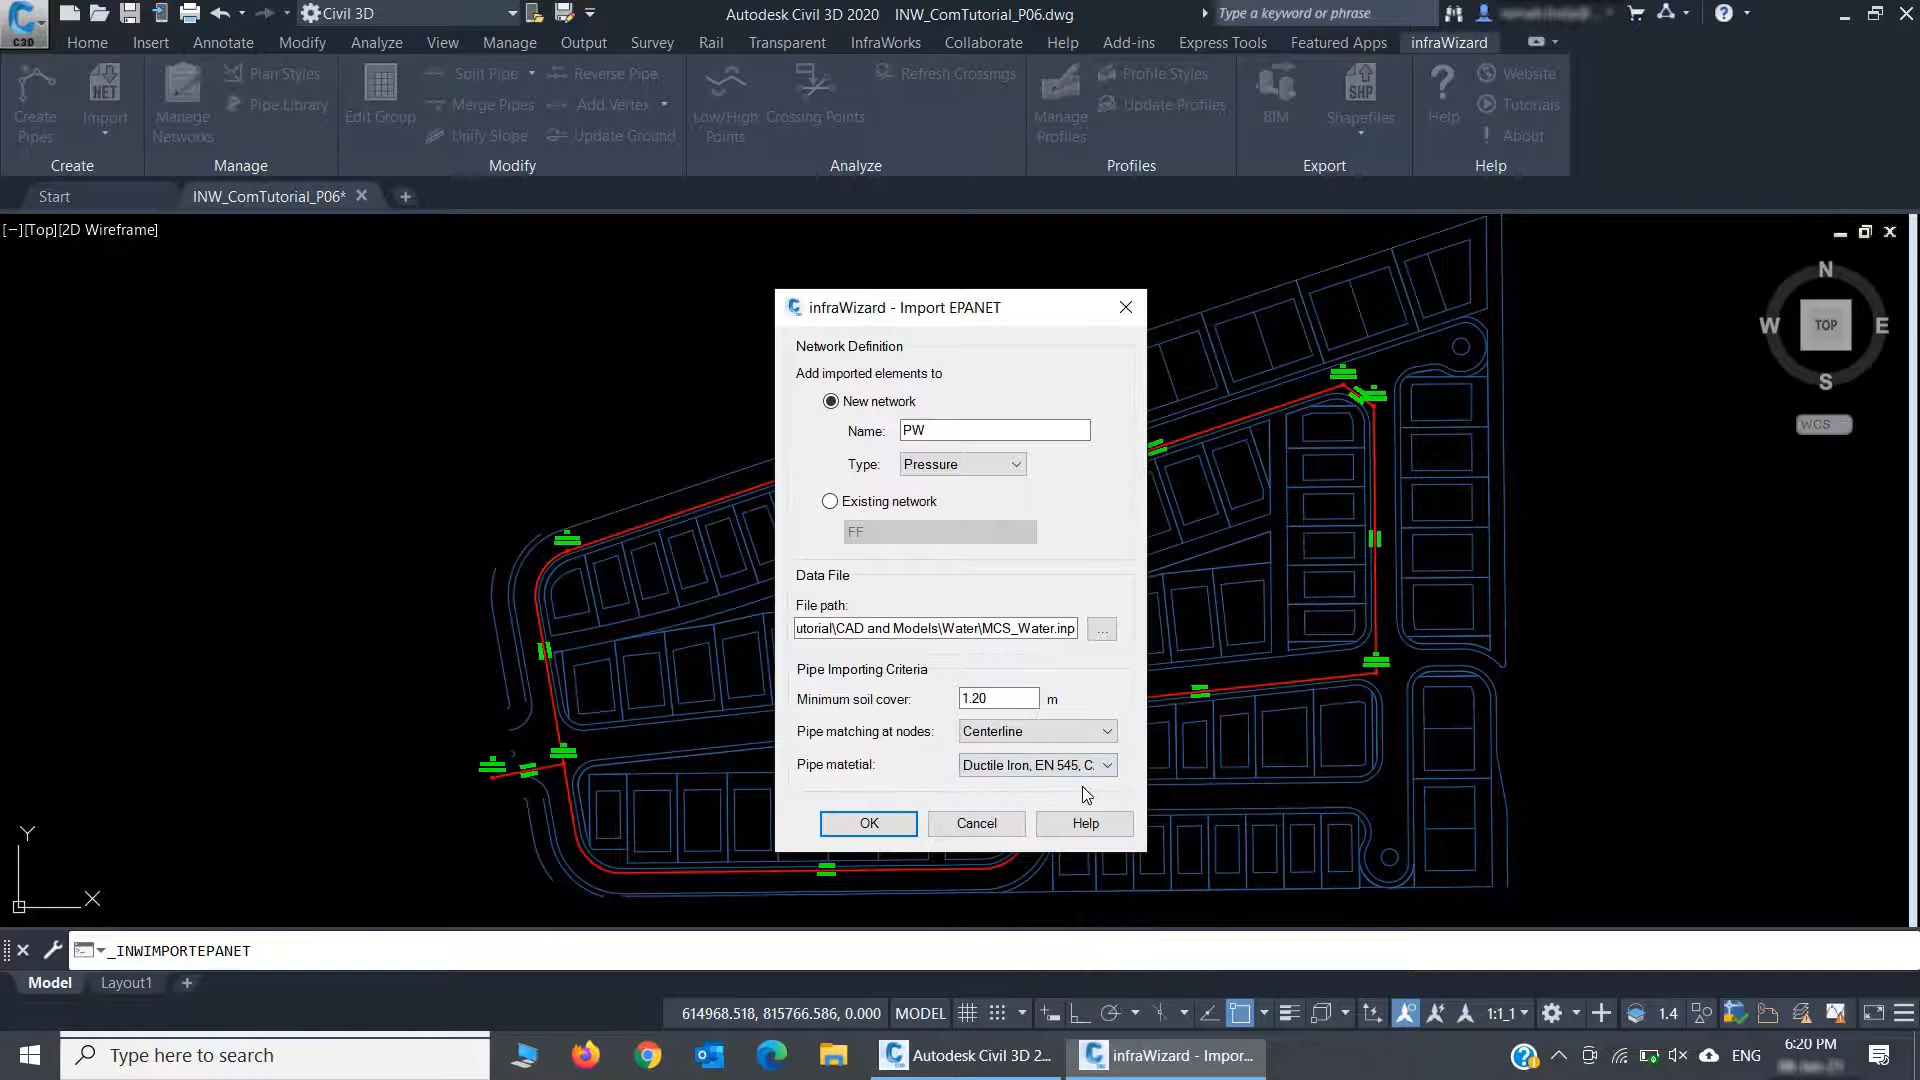 Civil 3D
Autodesk Civil 3D 2020 INW_ComTutorial_P06.dwg
Type a keyword or phrase
C3D
Home Insert Annotate Modify Analyze View Manage Output Survey Rail Transparent InfraWorks Collaborate Help Add-ins Express Tools Featured Apps infraWizard
Create Pipes
Import
Create
Manage Networks
Plan Styles
Pipe Library
Manage
Edit Group
Split Pipe
Merge Pipes
Unify Slope
Reverse Pipe
Add Vertex
Update Ground
Modify
Low/High Points
Crossing Points
Refresh Crossings
Analyze
Manage Profiles
Profile Styles
Update Profiles
Profiles
BIM
SHP
Shapefiles
Export
Help
Website
Tutorials
About
Help
Start INW_ComTutorial_P06*
[−][Top][2D Wireframe]
N
W TOP E
S
WCS
infraWizard - Import EPANET
Network Definition
Add imported elements to
New network
Name: PW
Type: Pressure
Existing network
FF
Data File
File path:
utorial\CAD and Models\Water\MCS_Water.inp ...
Pipe Importing Criteria
Minimum soil cover: 1.20 m
Pipe matching at nodes: Centerline
Pipe matetial: Ductile Iron, EN 545, C
OK Cancel Help
Y
X
_INWIMPORTEPANET
Model Layout1
614968.518, 815766.586, 0.000 MODEL 1:1_1 1.4
Type here to search
Autodesk Civil 3D 2... infraWizard - Impor...
ENG 6:20 PM